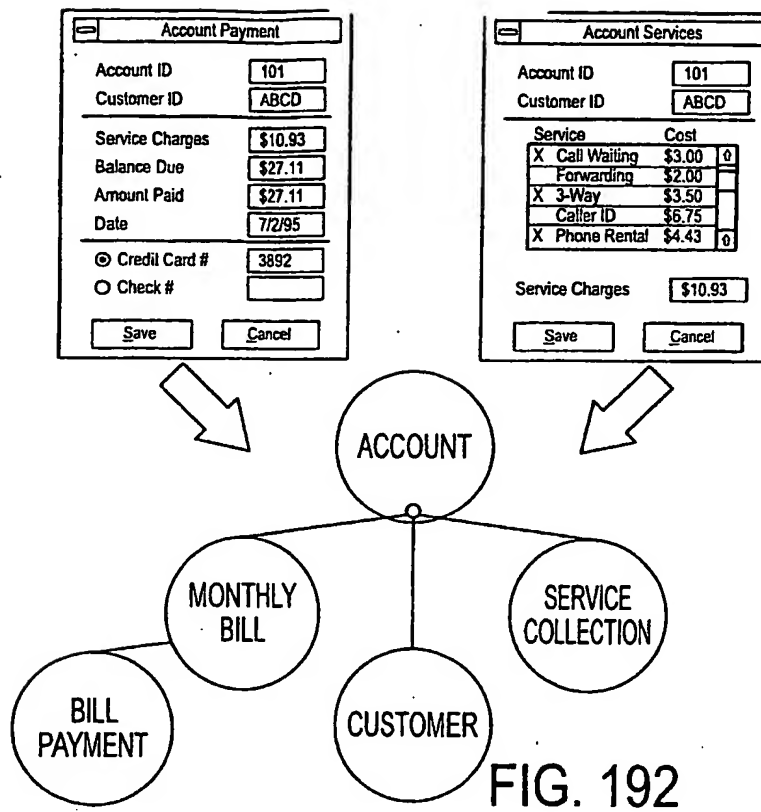 Account Payment
Account ID 101
Customer ID ABCD
Service Charges $10.93
Balance Due $27.11
Amount Paid $27.11
Date 7/2/95
Credit Card # 3892
Check #
Save Cancel
Account Services
Account ID 101
Customer ID ABCD
Service Cost
X Call Waiting $3.00
Forwarding $2.00
X 3-Way $3.50
Caller ID $6.75
X Phone Rental $4.43
Service Charges $10.93
Save Cancel
ACCOUNT
MONTHLY
BILL
SERVICE
COLLECTION
BILL
PAYMENT
CUSTOMER
FIG. 192